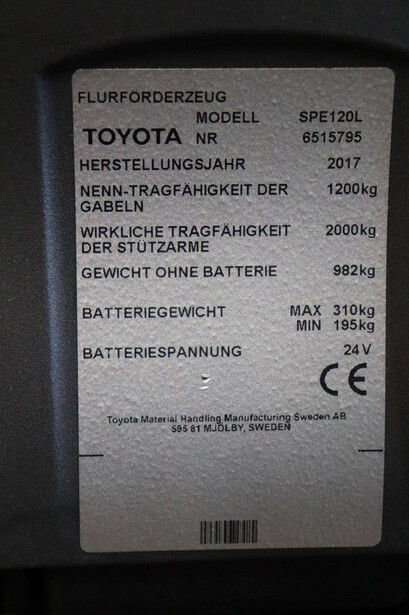 FLURFÖRDERZEUG
MODELL SPE120L
TOYOTA NR 6515795
HERSTELLUNGSJAHR 2017
NENN-TRAGFÄHIGKEIT DER 1200kg
GABELN
WIRKLICHE TRAGFÄHIGKEIT 2000kg
DER STÜTZARME
GEWICHT OHNE BATTERIE 982kg
BATTERIEGEWICHT MAX 310kg
MIN 195kg
BATTERIESPANNUNG 24V
CE
Toyota Material Handling Manufacturing Sweden AB
595 81 MJÖLBY, SWEDEN